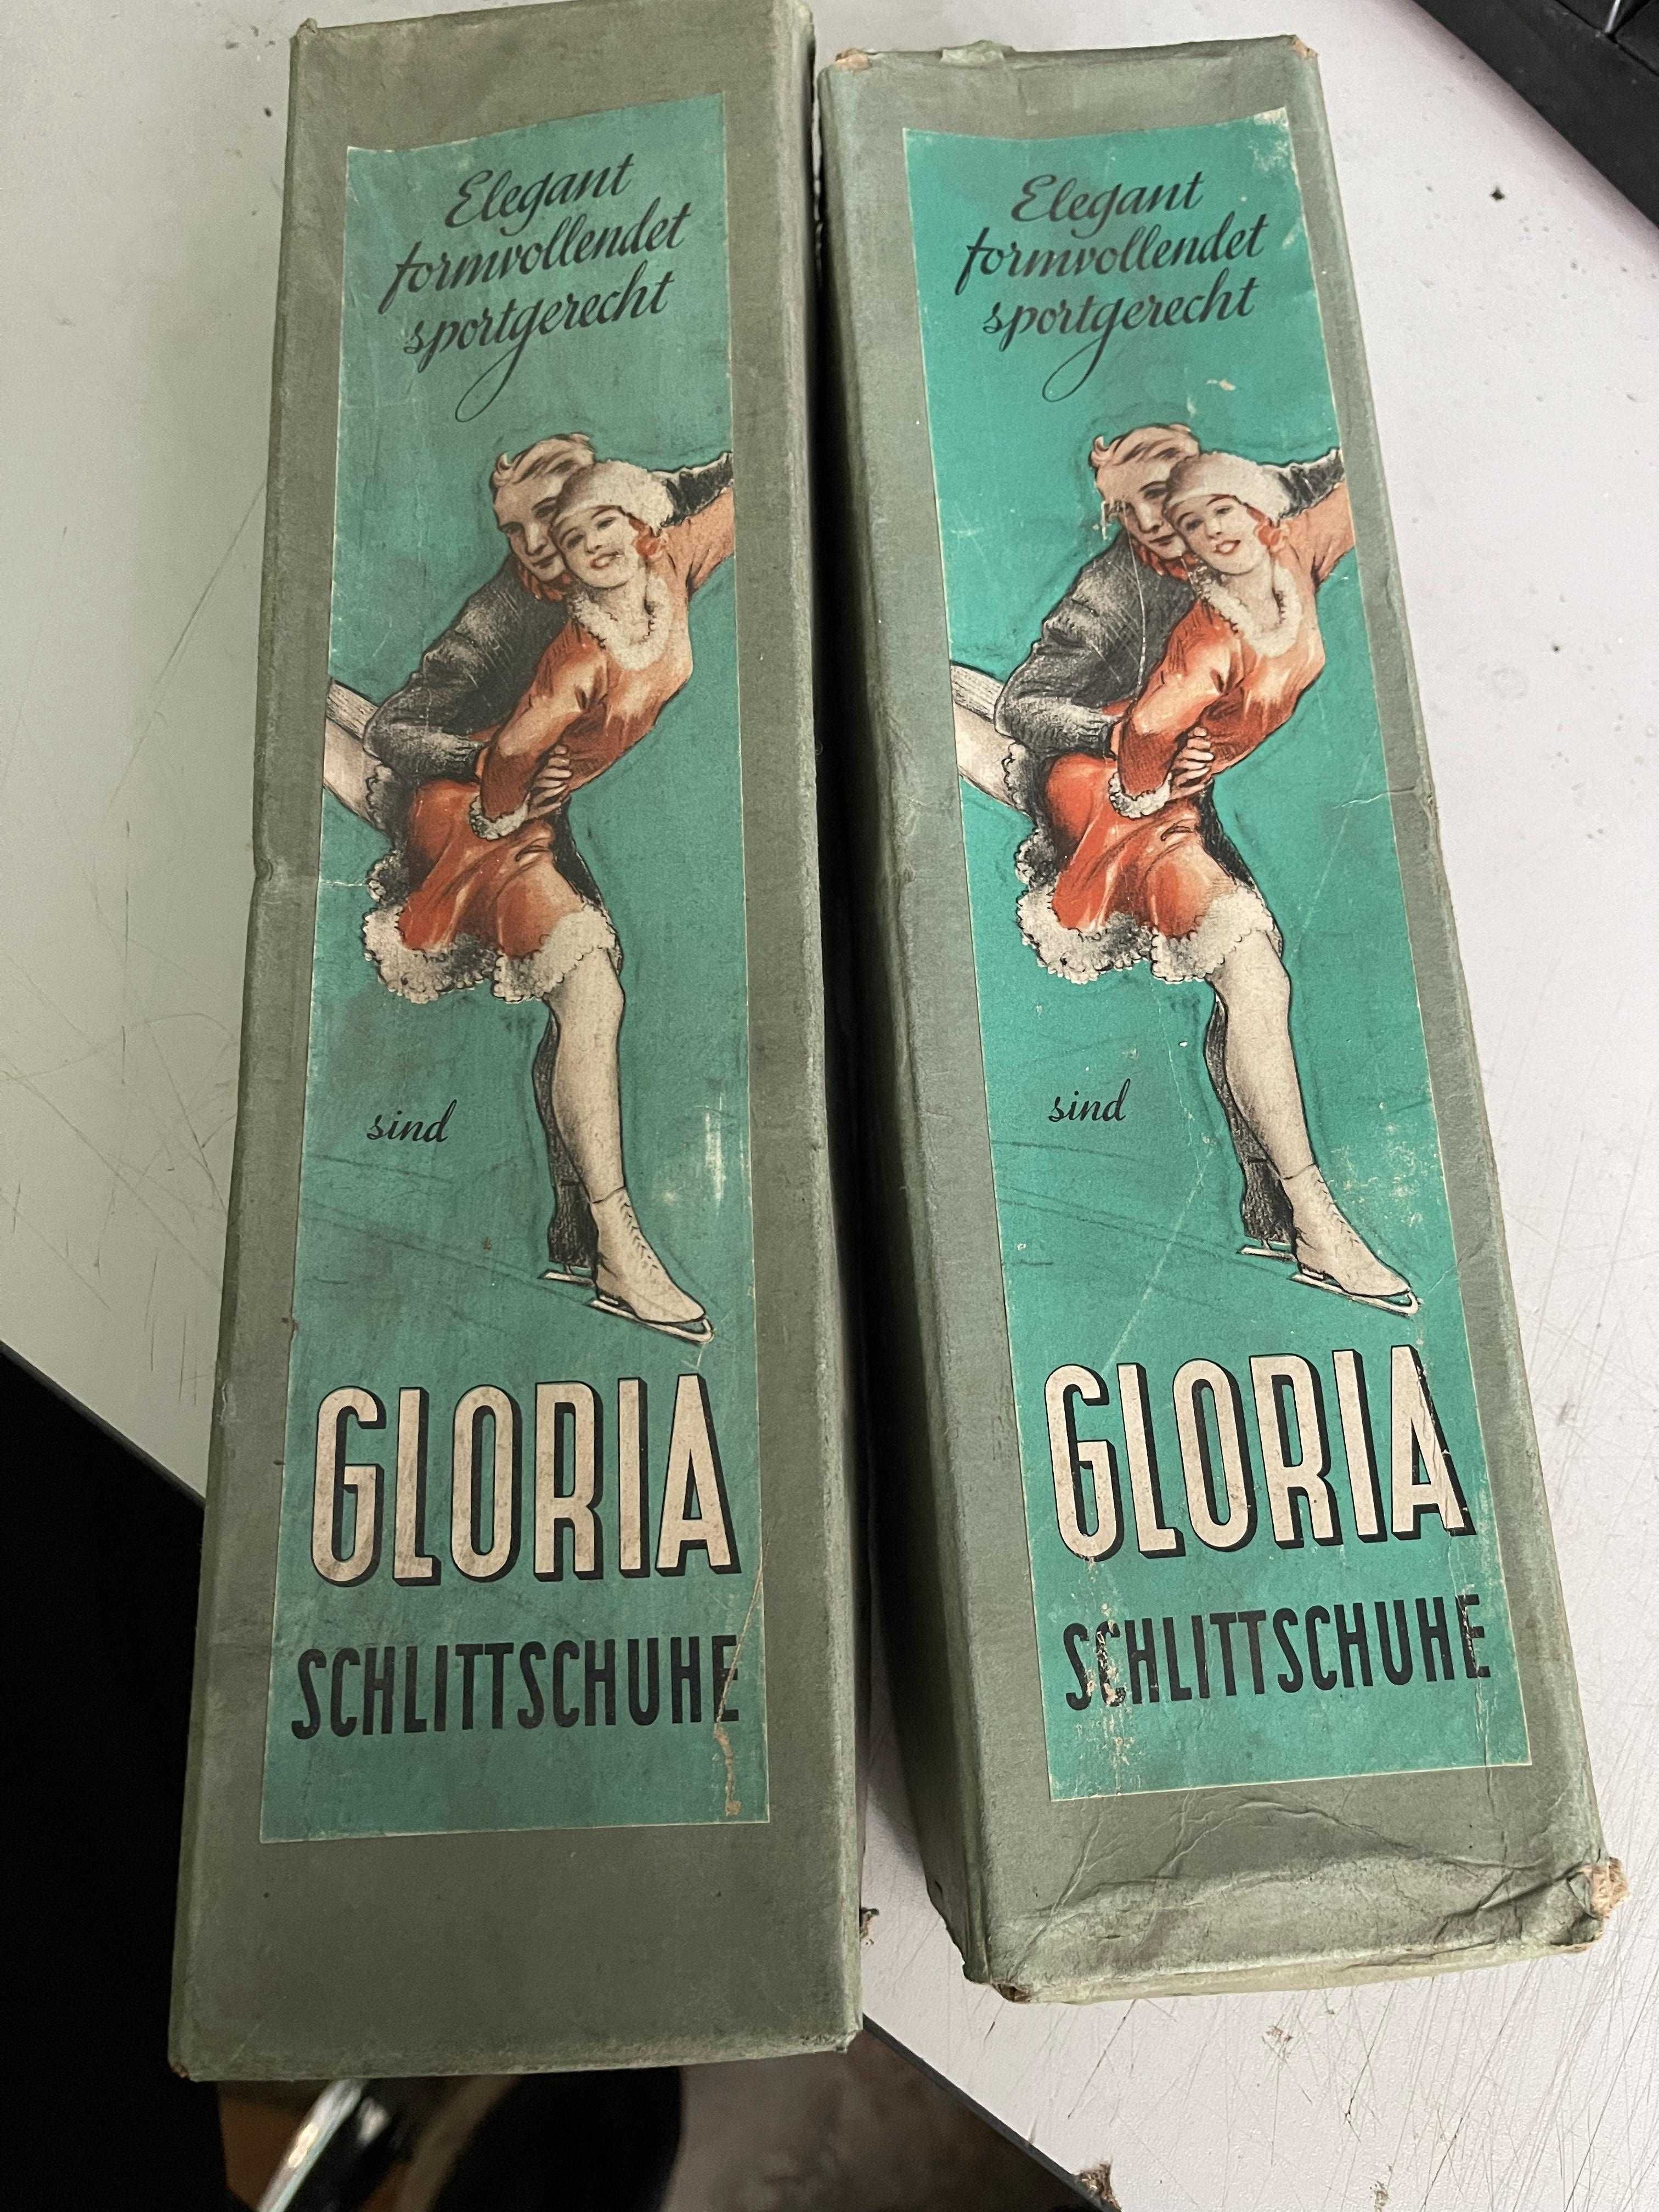 Elegant
formvollendet
sportgerecht
sind
GLORIA
SCHLITTSCHUHE
Elegant
formvollendet
sportgerecht
sind
GLORIA
SCHLITTSCHUHE